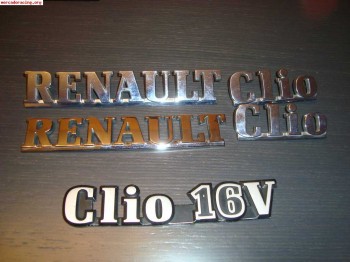 mercadoracing.org
RENAULT Clio
RENAULT Clio
Clio 16V